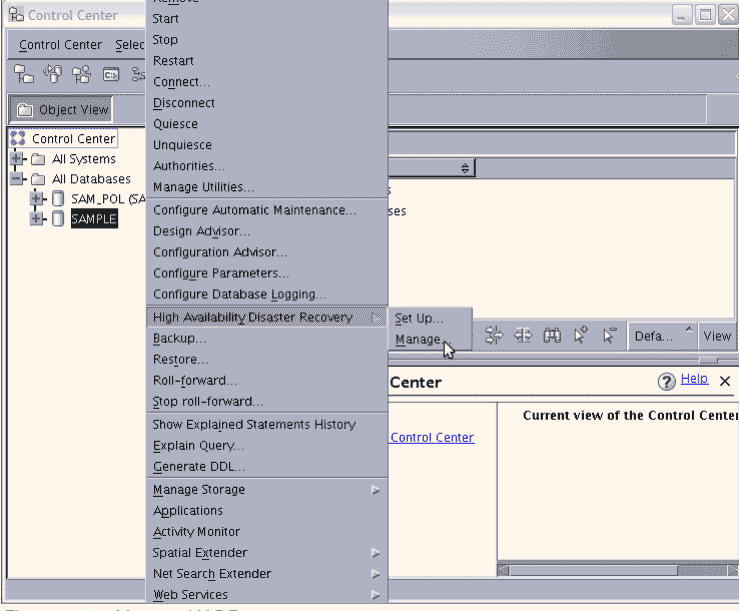 Control Center
Control Center Selec
Object View
Control Center
All Systems
All Databases
SAM_POL (SA
SAMPLE
Remove
Start
Stop
Restart
Connect...
Disconnect
Quiesce
Unquiesce
Authorities...
Manage Utilities...
Configure Automatic Maintenance...
Design Advisor...
Configuration Advisor...
Configure Parameters...
Configure Database Logging...
High Availability Disaster Recovery
Backup...
Restore...
Roll-forward...
Stop roll-forward...
Show Explained Statements History
Explain Query...
Generate DDL...
Manage Storage
Applications
Activity Monitor
Spatial Extender
Net Search Extender
Web Services
Set Up...
Manage...
ses
Defa...
View
Center
Help
Control Center
Current view of the Control Center